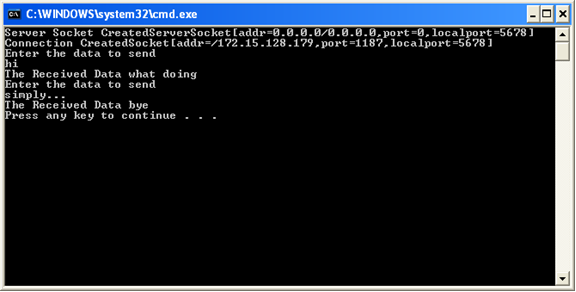 C:\WINDOWS\system32\cmd.exe
Server Socket CreatedServerSocket[addr=0.0.0.0/0.0.0.0,port=0,localport=5678]
Connection CreatedSocket[addr=/172.15.128.179,port=1187,localport=5678]
Enter the data to send
hi
The Received Data what doing
Enter the data to send
simply...
The Received Data bye
Press any key to continue . . .